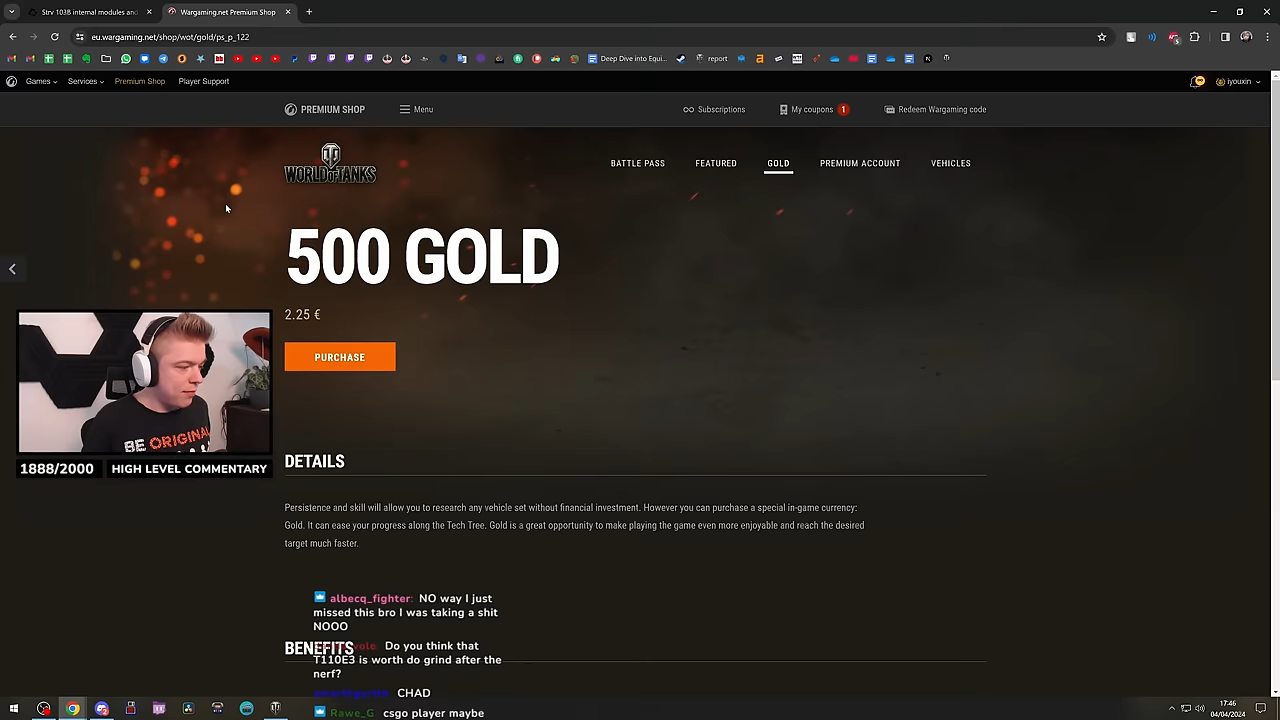 Strv 103B internal modules and
Wargaming.net Premium Shop
eu.wargaming.net/shop/wot/gold/ps_p_122
Deep Dive into Equi...
report
Games
Services
Premium Shop
Player Support
iyouxin
PREMIUM SHOP
Menu
Subscriptions
My coupons 1
Redeem Wargaming code
WORLD OF TANKS
BATTLE PASS
FEATURED
GOLD
PREMIUM ACCOUNT
VEHICLES
500 GOLD
2.25 €
PURCHASE
BE ORIGINAL
1888/2000
HIGH LEVEL COMMENTARY
DETAILS
Persistence and skill will allow you to research any vehicle set without financial investment. However you can purchase a special in-game currency:
Gold. It can ease your progress along the Tech Tree. Gold is a great opportunity to make playing the game even more enjoyable and reach the desired
target much faster.
albecq_fighter: NO way I just
missed this bro I was taking a shit
NOOO
BENEFITS
Do you think that
T110E3 is worth do grind after the
nerf?
CHAD
Rawe_G: csgo player maybe
17:46
04/04/2024